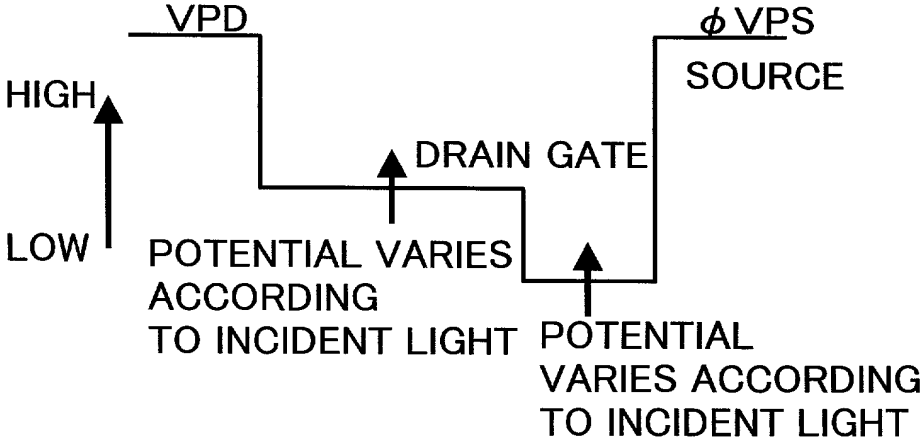 VPD
φVPS
SOURCE
HIGH
DRAIN GATE
LOW
POTENTIAL VARIES
ACCORDING
TO INCIDENT LIGHT
POTENTIAL
VARIES ACCORDING
TO INCIDENT LIGHT